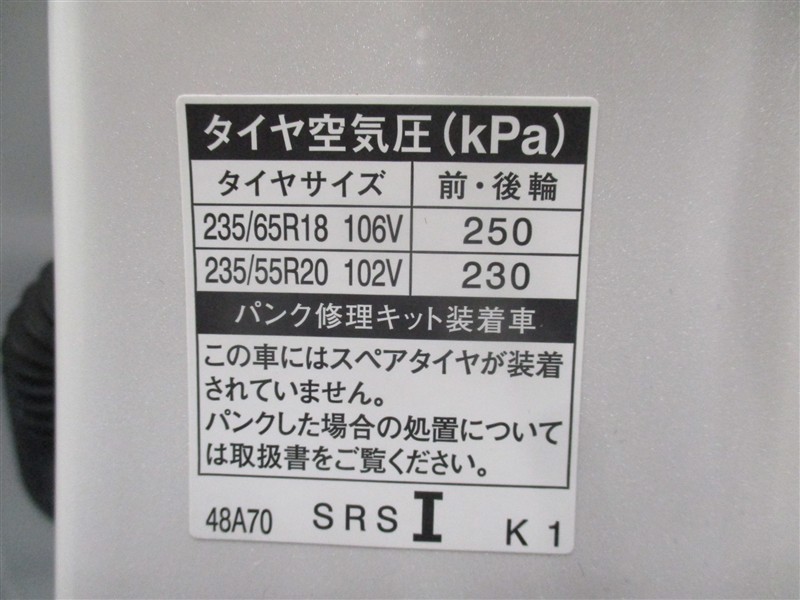 タイヤ空気圧(kPa)
タイヤサイズ 前・後輪
235/65R18 106V 250
235/55R20 102V 230
パンク修理キット装着車
この車にはスペアタイヤが装着
されていません。
パンクした場合の処置について
は取扱書をご覧ください。
48A70 SRS I K1